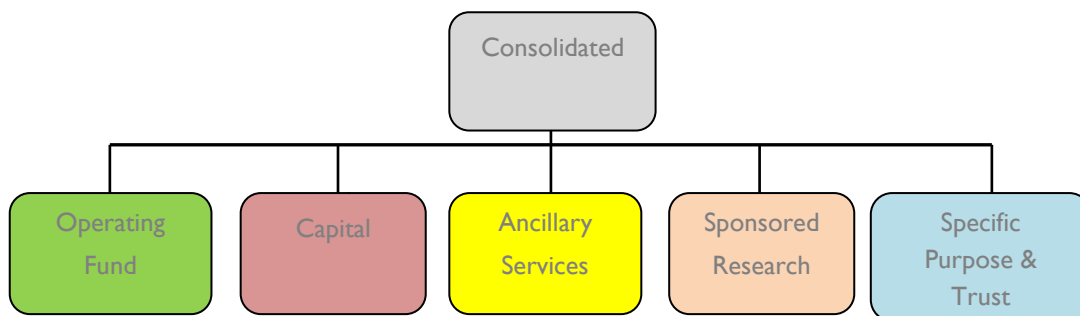 Consolidated
Operating
Fund
Capital
Ancillary
Services
Sponsored
Research
Specific
Purpose &
Trust